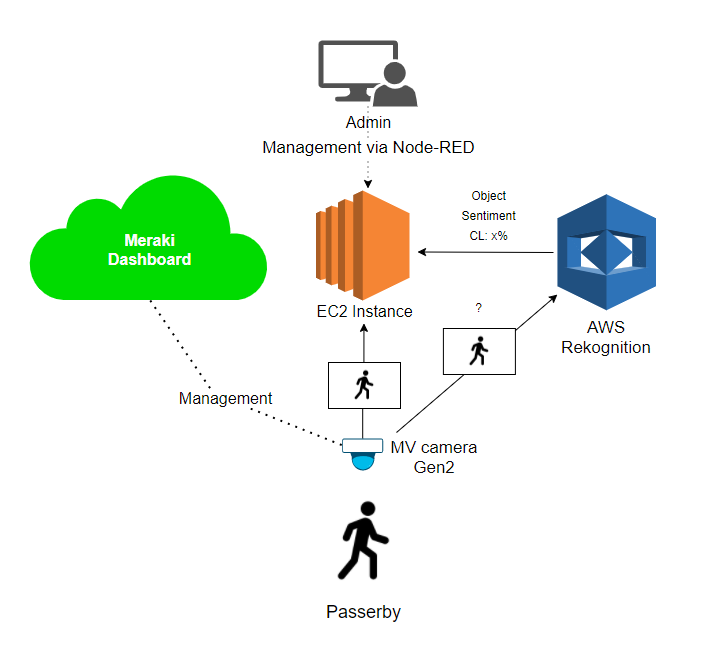 Admin
Management via Node-RED
Meraki
Dashboard
Object
Sentiment
CL: x%
EC2 Instance
?
AWS
Rekognition
Management
MV camera
Gen2
Passerby